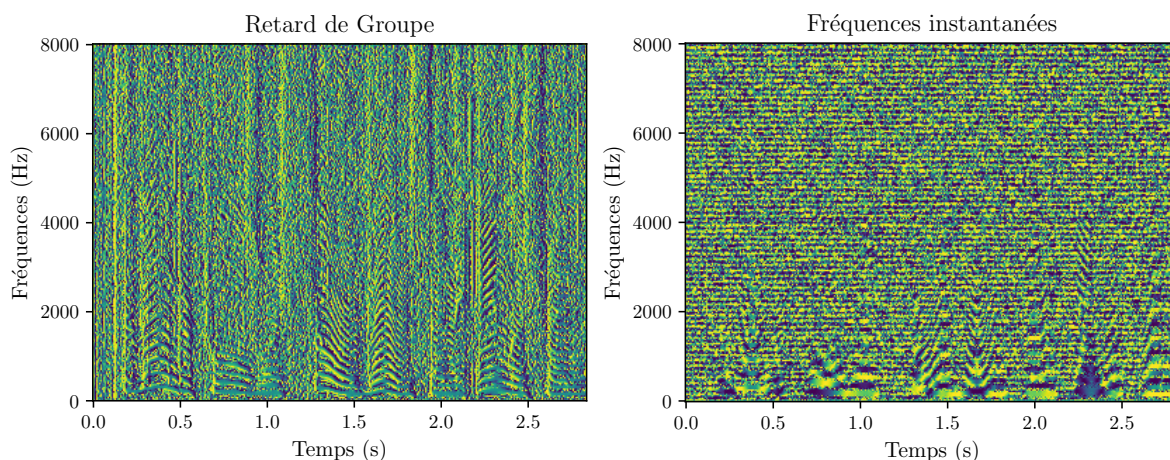 Retard de Groupe
Fréquences (Hz)
8000
6000
4000
2000
0
0.0 0.5 1.0 1.5 2.0 2.5
Temps (s)
Fréquences instantanées
Fréquences (Hz)
8000
6000
4000
2000
0
0.0 0.5 1.0 1.5 2.0 2.5
Temps (s)